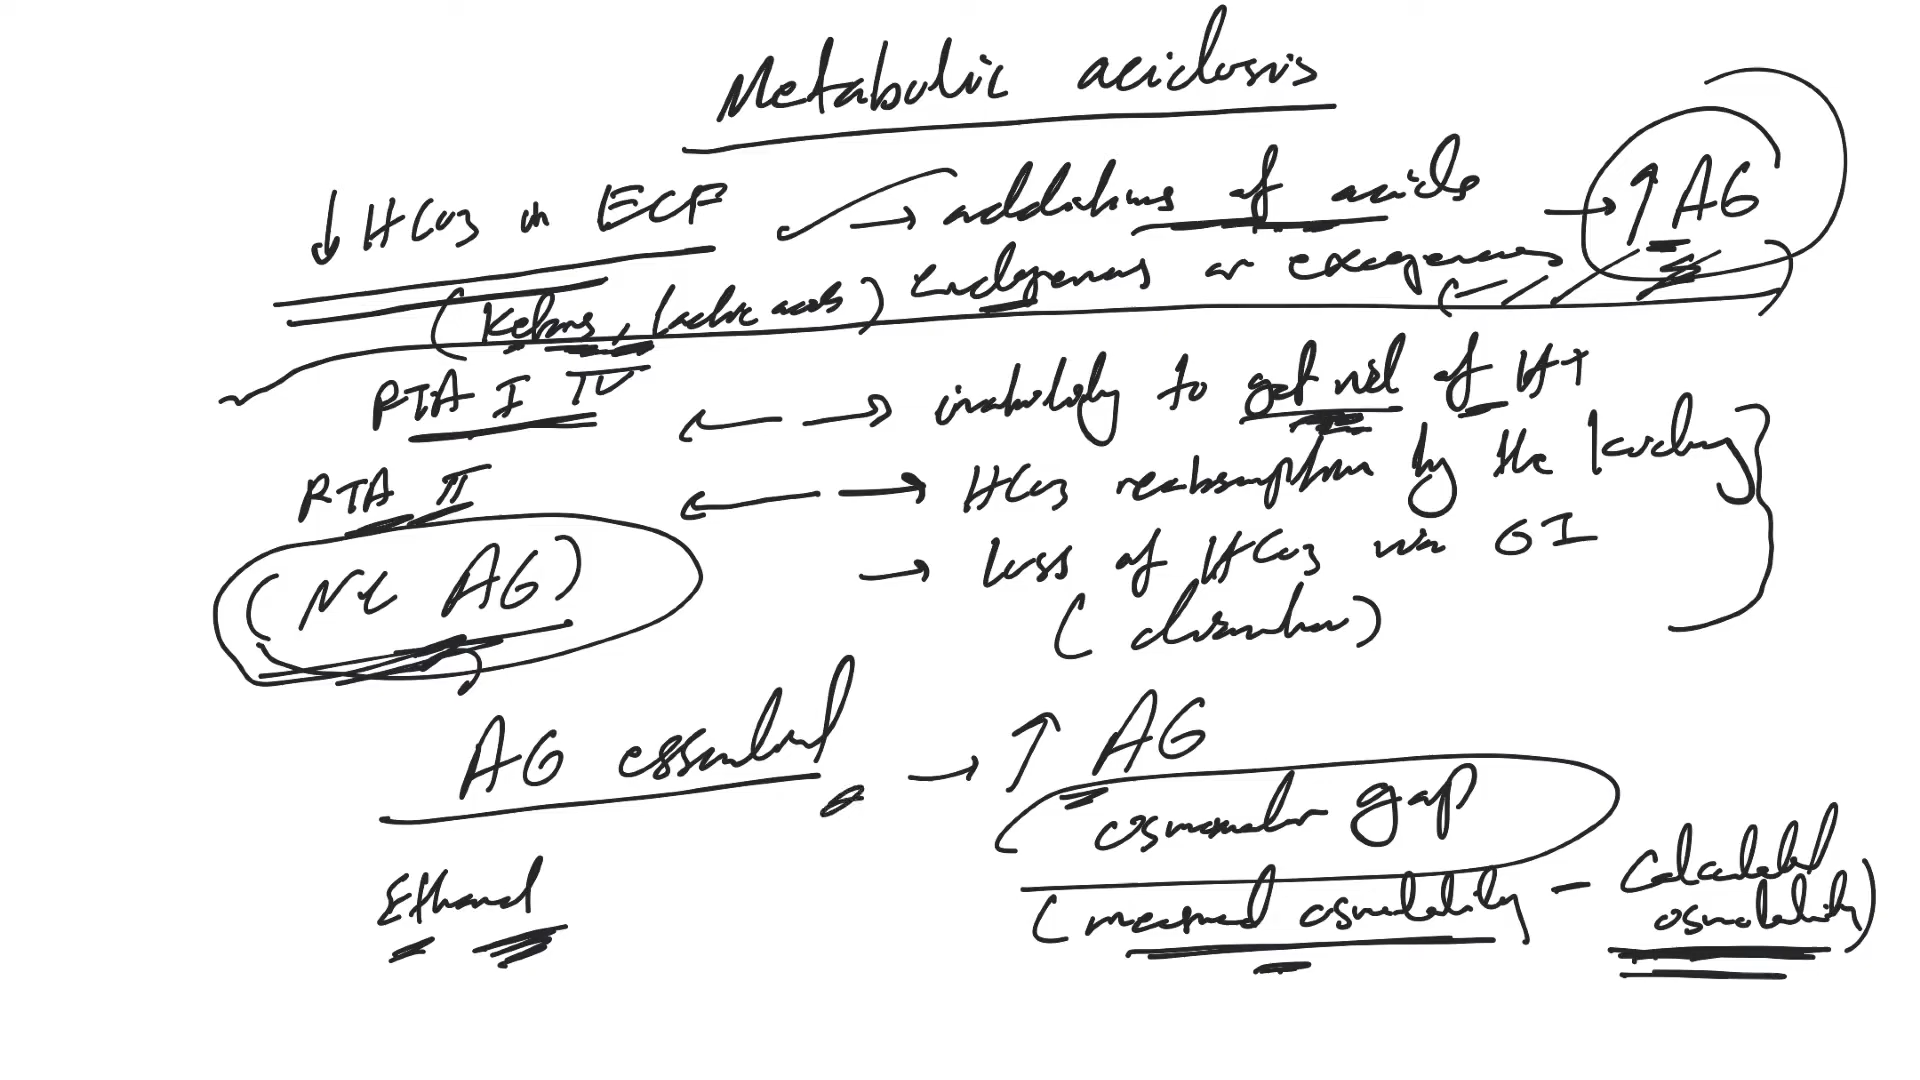 Metabolic acidosis
↓ HCO3 in ECF → additions of acids → ↑ AG
(Ketones, lactic acids) endogenous or exogenous
RTA I IV ← → inability to get rid of H+
RTA II ← → HCO3 reabsorption by the kidney
(NL AG) → loss of HCO3 via GI
(diarrhea)
AG essential → ↑ AG
osmolar gap
Ethanol (measured osmolality - Calculated osmolality)